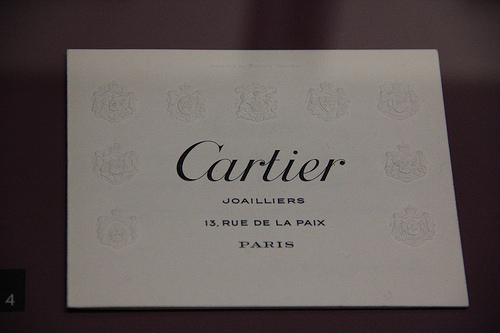 Cartier
JOAILLIERS
13, RUE DE LA PAIX
PARIS
4